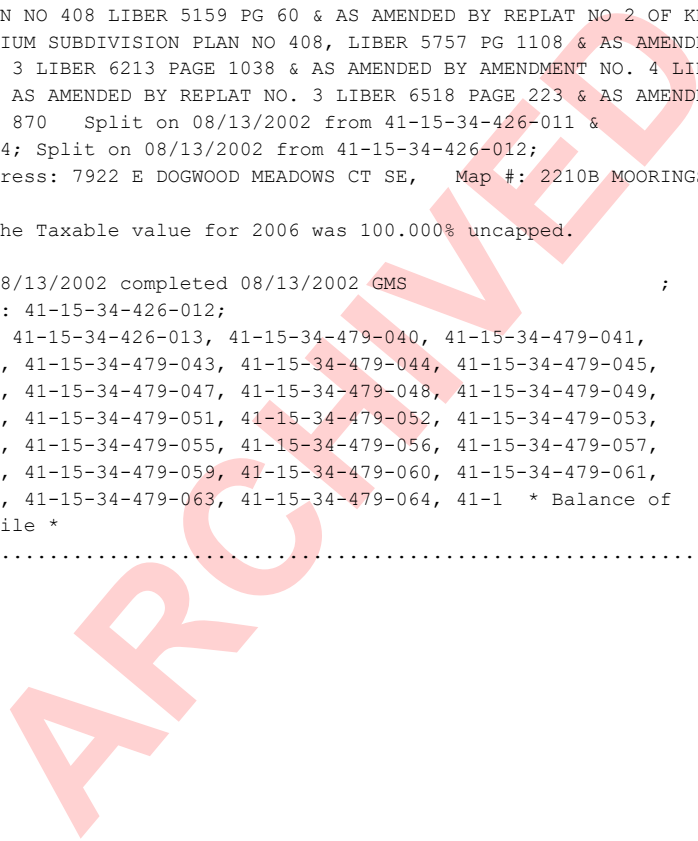 N NO 408 LIBER 5159 PG 60 & AS AMENDED BY REPLAT NO 2 OF
IUM SUBDIVISION PLAN NO 408, LIBER 5757 PG 1108 & AS
3 LIBER 6213 PAGE 1038 & AS AMENDED BY AMENDMENT NO. 4
AS AMENDED BY REPLAT NO. 3 LIBER 6518 PAGE 223 & AS
870 Split on 08/13/2002 from 41-15-34-426-011 &
4; Split on 08/13/2002 from 41-15-34-426-012;
ress: 7922 E DOGWOOD MEADOWS CT SE, Map #: 2210B MOORINGS
he Taxable value for 2006 was 100.000% uncapped.
8/13/2002 completed 08/13/2002 GMS ;
: 41-15-34-426-012;
41-15-34-426-013, 41-15-34-479-040, 41-15-34-479-041,
, 41-15-34-479-043, 41-15-34-479-044, 41-15-34-479-045,
, 41-15-34-479-047, 41-15-34-479-048, 41-15-34-479-049,
, 41-15-34-479-051, 41-15-34-479-052, 41-15-34-479-053,
, 41-15-34-479-055, 41-15-34-479-056, 41-15-34-479-057,
, 41-15-34-479-059, 41-15-34-479-060, 41-15-34-479-061,
, 41-15-34-479-063, 41-15-34-479-064, 41-1 * Balance of
ile *
.........................................................
ARCHIVED